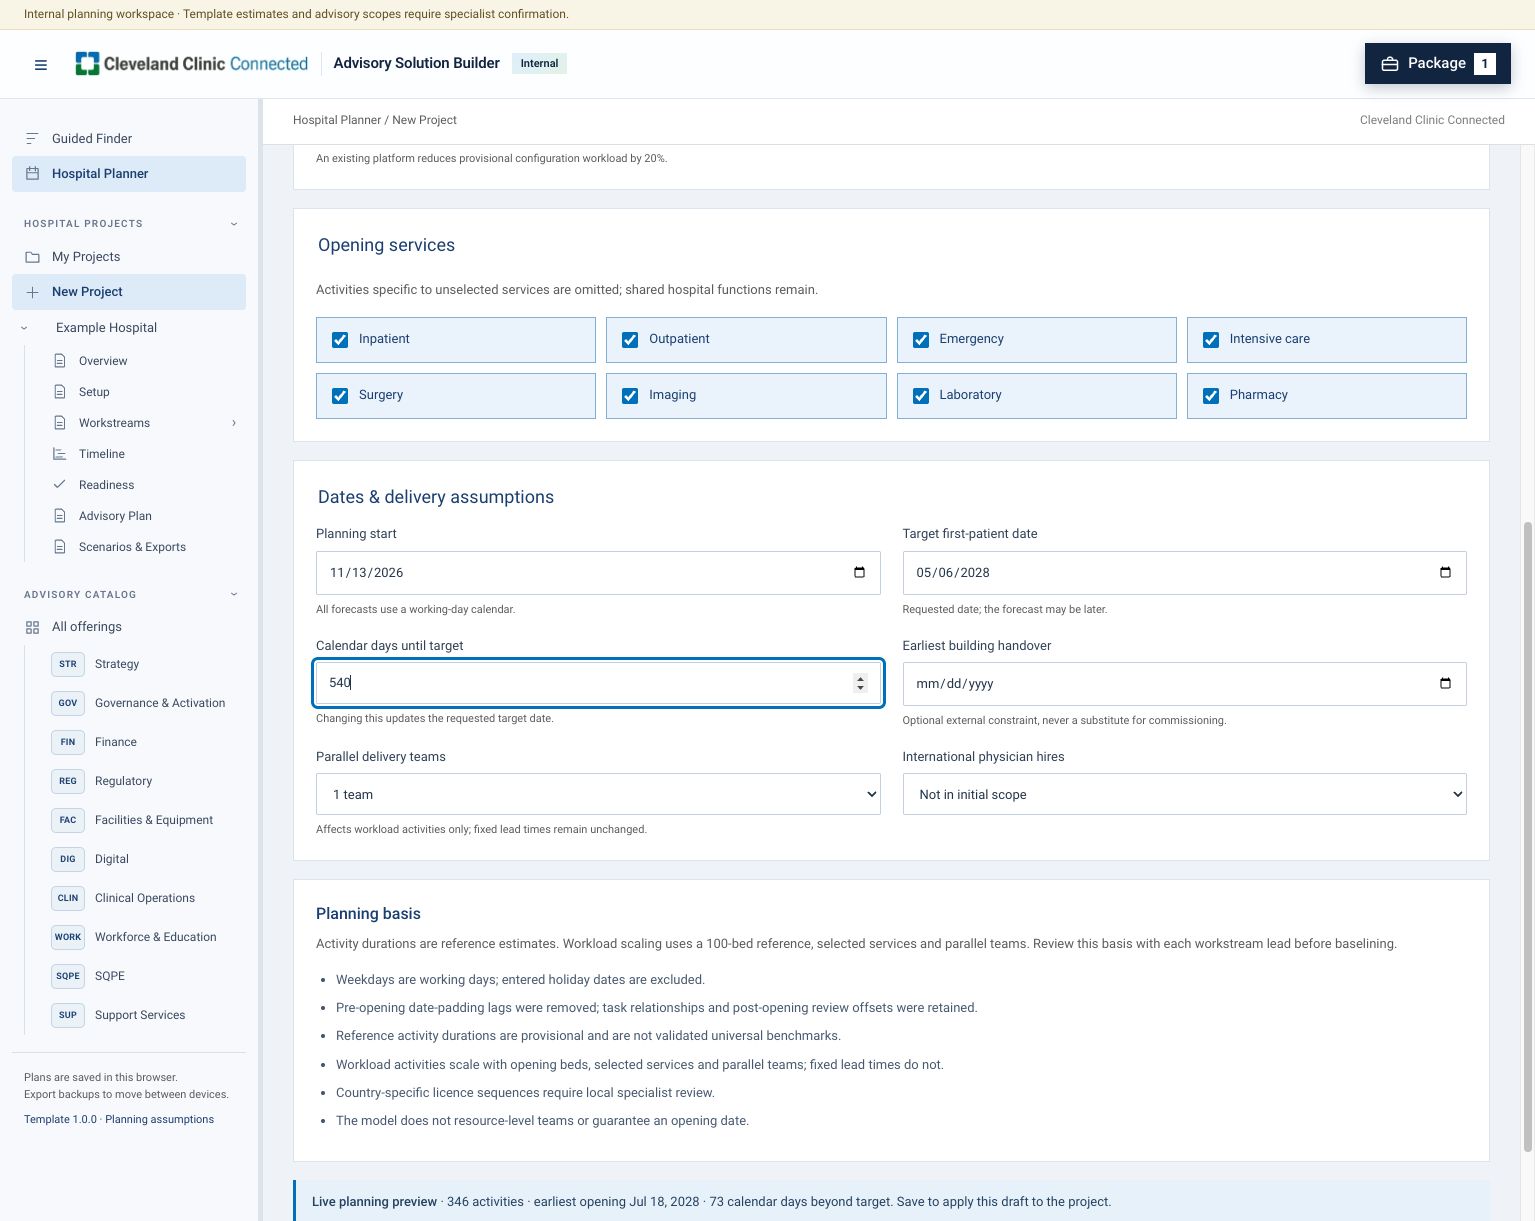 Internal planning workspace · Template estimates and advisory scopes require specialist confirmation.
Cleveland Clinic Connected
Advisory Solution Builder
Internal
Package 1
Guided Finder
Hospital Planner
HOSPITAL PROJECTS
My Projects
New Project
Example Hospital
Overview
Setup
Workstreams
Timeline
Readiness
Advisory Plan
Scenarios & Exports
ADVISORY CATALOG
All offerings
STR Strategy
GOV Governance & Activation
FIN Finance
REG Regulatory
FAC Facilities & Equipment
DIG Digital
CLIN Clinical Operations
WORK Workforce & Education
SQPE SQPE
SUP Support Services
Plans are saved in this browser.
Export backups to move between devices.
Template 1.0.0 · Planning assumptions
Hospital Planner / New Project
Cleveland Clinic Connected
An existing platform reduces provisional configuration workload by 20%.
Opening services
Activities specific to unselected services are omitted; shared hospital functions remain.
Inpatient
Outpatient
Emergency
Intensive care
Surgery
Imaging
Laboratory
Pharmacy
Dates & delivery assumptions
Planning start
11/13/2026
All forecasts use a working-day calendar.
Target first-patient date
05/06/2028
Requested date; the forecast may be later.
Calendar days until target
540
Changing this updates the requested target date.
Earliest building handover
mm/dd/yyyy
Optional external constraint, never a substitute for commissioning.
Parallel delivery teams
1 team
Affects workload activities only; fixed lead times remain unchanged.
International physician hires
Not in initial scope
Planning basis
Activity durations are reference estimates. Workload scaling uses a 100-bed reference, selected services and parallel teams. Review this basis with each workstream lead before baselining.
• Weekdays are working days; entered holiday dates are excluded.
• Pre-opening date-padding lags were removed; task relationships and post-opening review offsets were retained.
• Reference activity durations are provisional and are not validated universal benchmarks.
• Workload activities scale with opening beds, selected services and parallel teams; fixed lead times do not.
• Country-specific licence sequences require local specialist review.
• The model does not resource-level teams or guarantee an opening date.
Live planning preview · 346 activities · earliest opening Jul 18, 2028 · 73 calendar days beyond target. Save to apply this draft to the project.